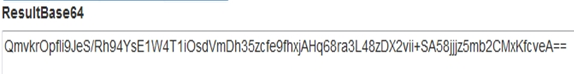 ResultBase64
QmvkrOpfli9JeS/Rh94YsE1W4T1iOsdVmDh35zcfe9fhxjAHq68ra3L48zDX2vii+SA58jjjz5mb2CMxKfcveA==